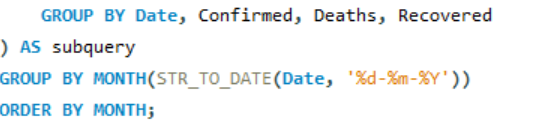 GROUP BY Date, Confirmed, Deaths, Recovered
) AS subquery
GROUP BY MONTH(STR_TO_DATE(Date, '%d-%m-%Y'))
ORDER BY MONTH;